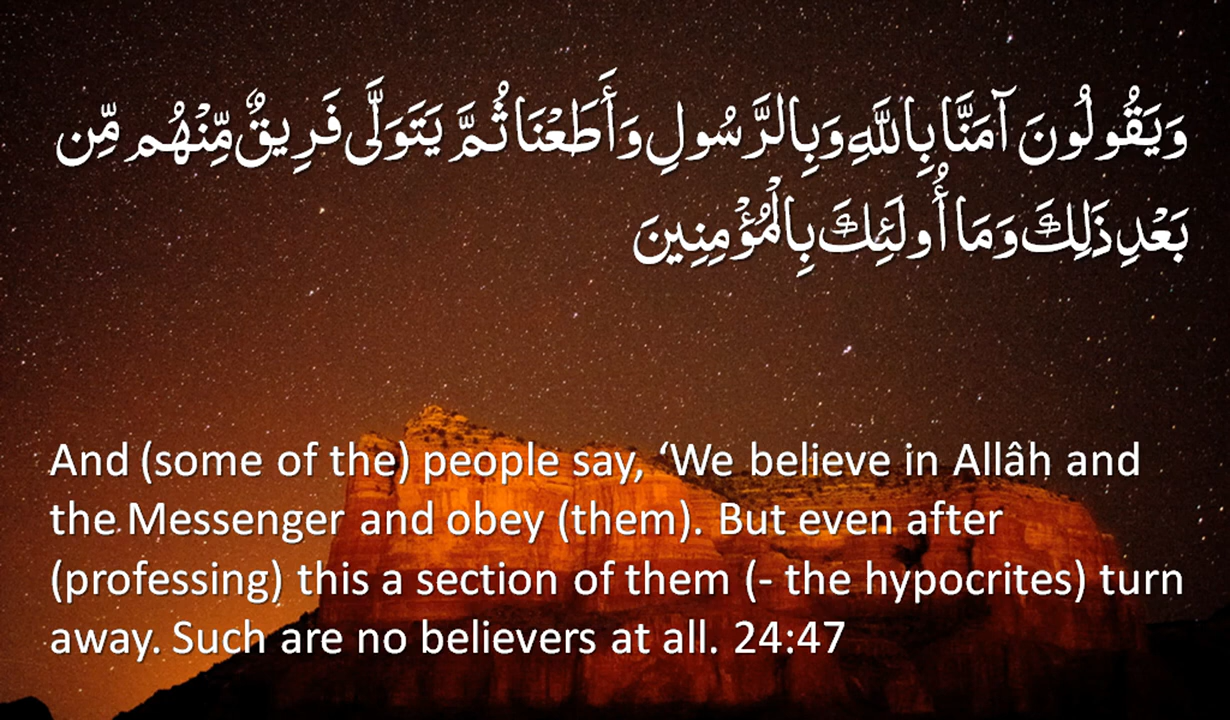 وَيَقُولُونَ آمَنَّا بِاللَّهِ وَبِالرَّسُولِ وَأَطَعْنَا ثُمَّ يَتَوَلَّى فَرِيقٌ مِّنْهُم مِّن
بَعْدِ ذَلِكَ وَمَا أُولَئِكَ بِالْمُؤْمِنِينَ
And (some of the) people say, ‘We believe in Allâh and
the Messenger and obey (them). But even after
(professing) this a section of them (- the hypocrites) turn
away. Such are no believers at all. 24:47